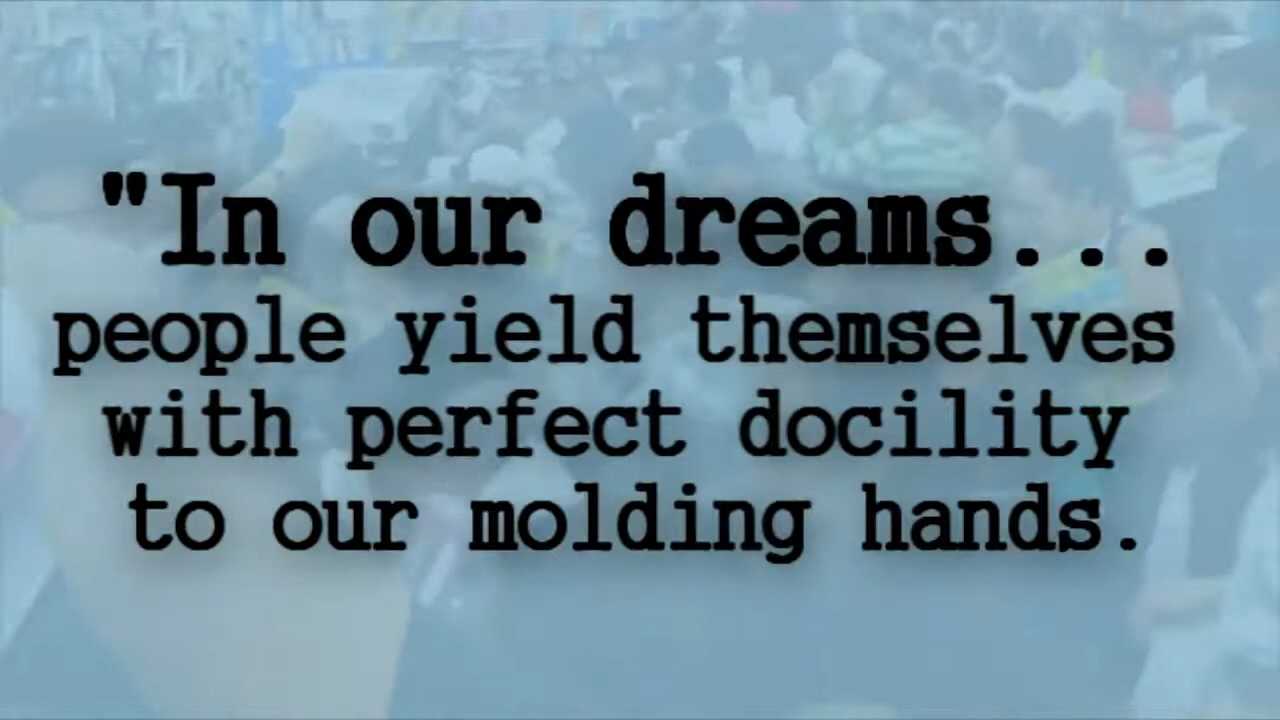 "In our dreams...
people yield themselves
with perfect docility
to our molding hands.